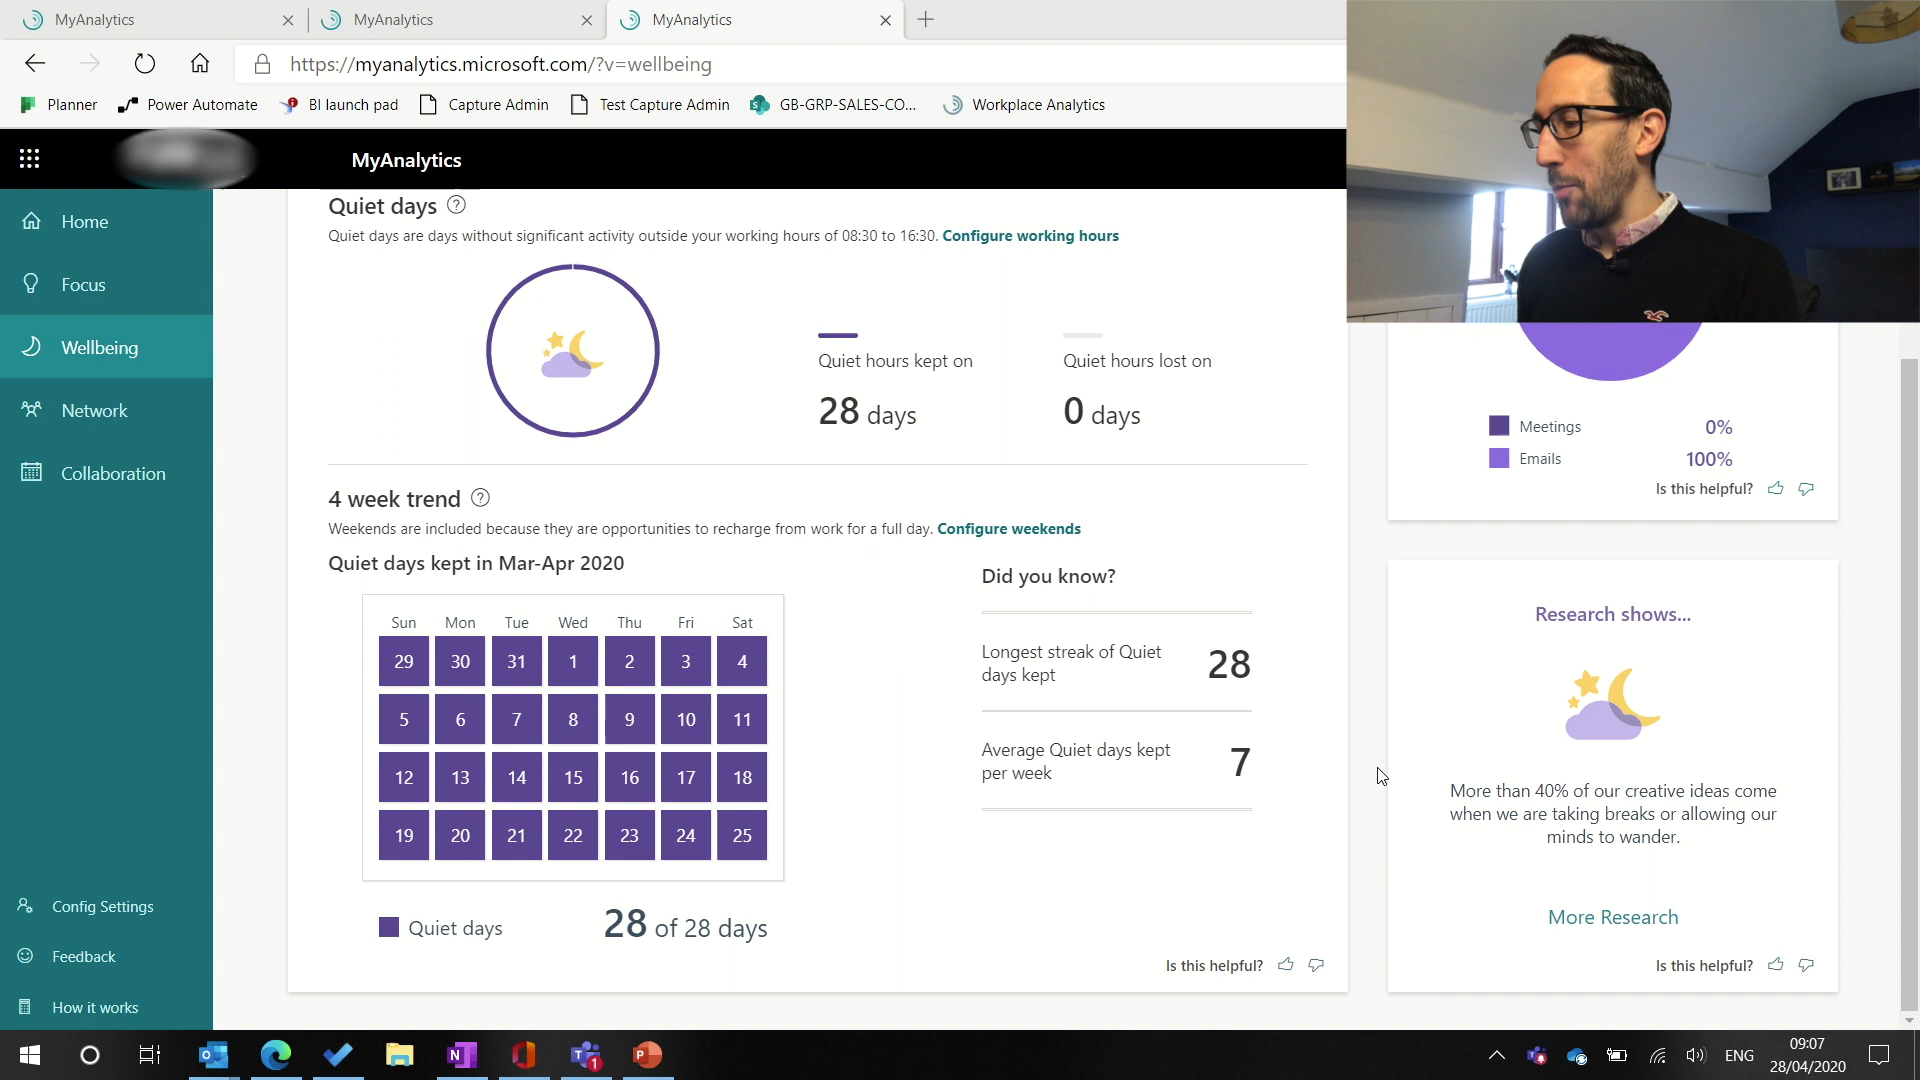 MyAnalytics
MyAnalytics
MyAnalytics
https://myanalytics.microsoft.com/?v=wellbeing
Planner
Power Automate
BI launch pad
Capture Admin
Test Capture Admin
GB-GRP-SALES-CO...
Workplace Analytics
MyAnalytics
Home
Focus
Wellbeing
Network
Collaboration
Config Settings
Feedback
How it works
Quiet days
Quiet days are days without significant activity outside your working hours of 08:30 to 16:30. Configure working hours
Quiet hours kept on
28 days
Quiet hours lost on
0 days
4 week trend
Weekends are included because they are opportunities to recharge from work for a full day. Configure weekends
Quiet days kept in Mar-Apr 2020
Sun Mon Tue Wed Thu Fri Sat
29 30 31 1 2 3 4
5 6 7 8 9 10 11
12 13 14 15 16 17 18
19 20 21 22 23 24 25
Quiet days 28 of 28 days
Did you know?
Longest streak of Quiet
days kept
28
Average Quiet days kept
per week
7
Is this helpful?
Meetings 0%
Emails 100%
Is this helpful?
Research shows...
More than 40% of our creative ideas come
when we are taking breaks or allowing our
minds to wander.
More Research
Is this helpful?
ENG
09:07
28/04/2020